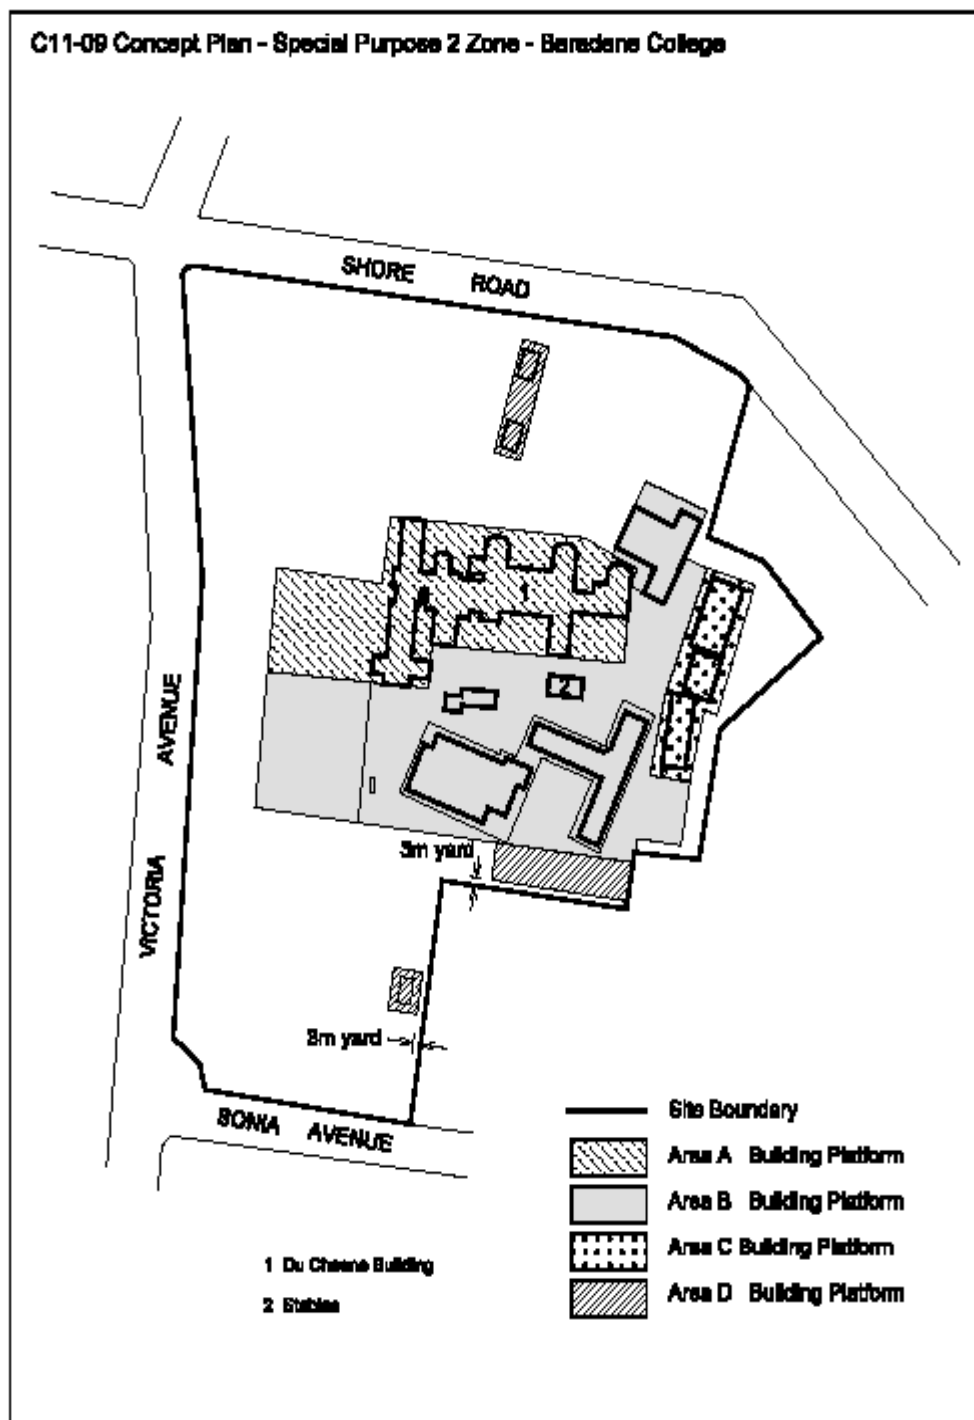 C11-09 Concept Plan - Special Purpose 2 Zone - Baradene College
SHORE ROAD
1
2
VICTORIA AVENUE
3m yard
3m yard
SONIA AVENUE
Site Boundary
Area A Building Platform
Area B Building Platform
Area C Building Platform
Area D Building Platform
1 Du Chesne Building
2 Stables